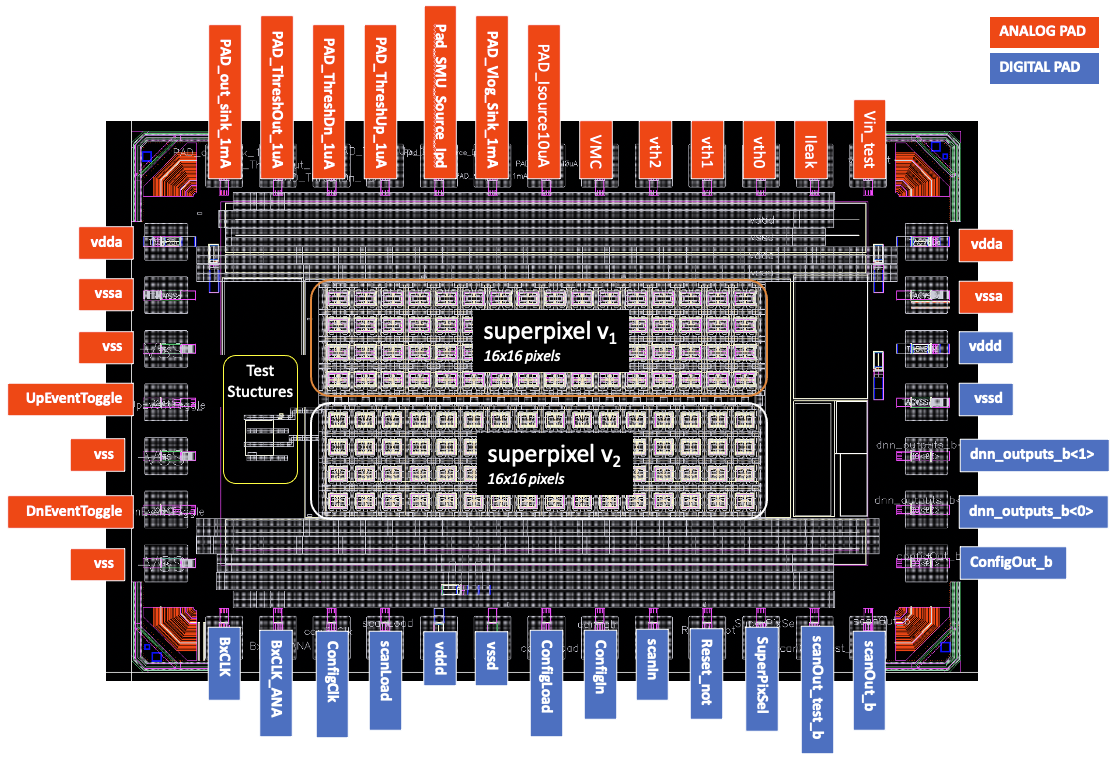 ANALOG PAD
DIGITAL PAD
PAD_out_sink_1mA
PAD_ThreshOut_1uA
PAD_ThreshDn_1uA
PAD_ThreshUp_1uA
Pad_SMU_Source_Ipd
PAD_Vlog_Sink_1mA
PAD_Isource10uA
VMC
vth2
vth1
vth0
Ileak
Vin_test
vdda
vssa
vss
UpEventToggle
vss
DnEventToggle
vss
superpixel v1
16x16 pixels
Test
Stuctures
superpixel v2
16x16 pixels
vdda
vssa
vddd
vssd
dnn_outputs_b<1>
dnn_outputs_b<0>
ConfigOut_b
BxCLK
BxCLK_ANA
ConfigClk
scanLoad
vddd
vssd
ConfigLoad
ConfigIn
scanIn
Reset_not
SuperPixSel
scanOut_test_b
scanOut_b